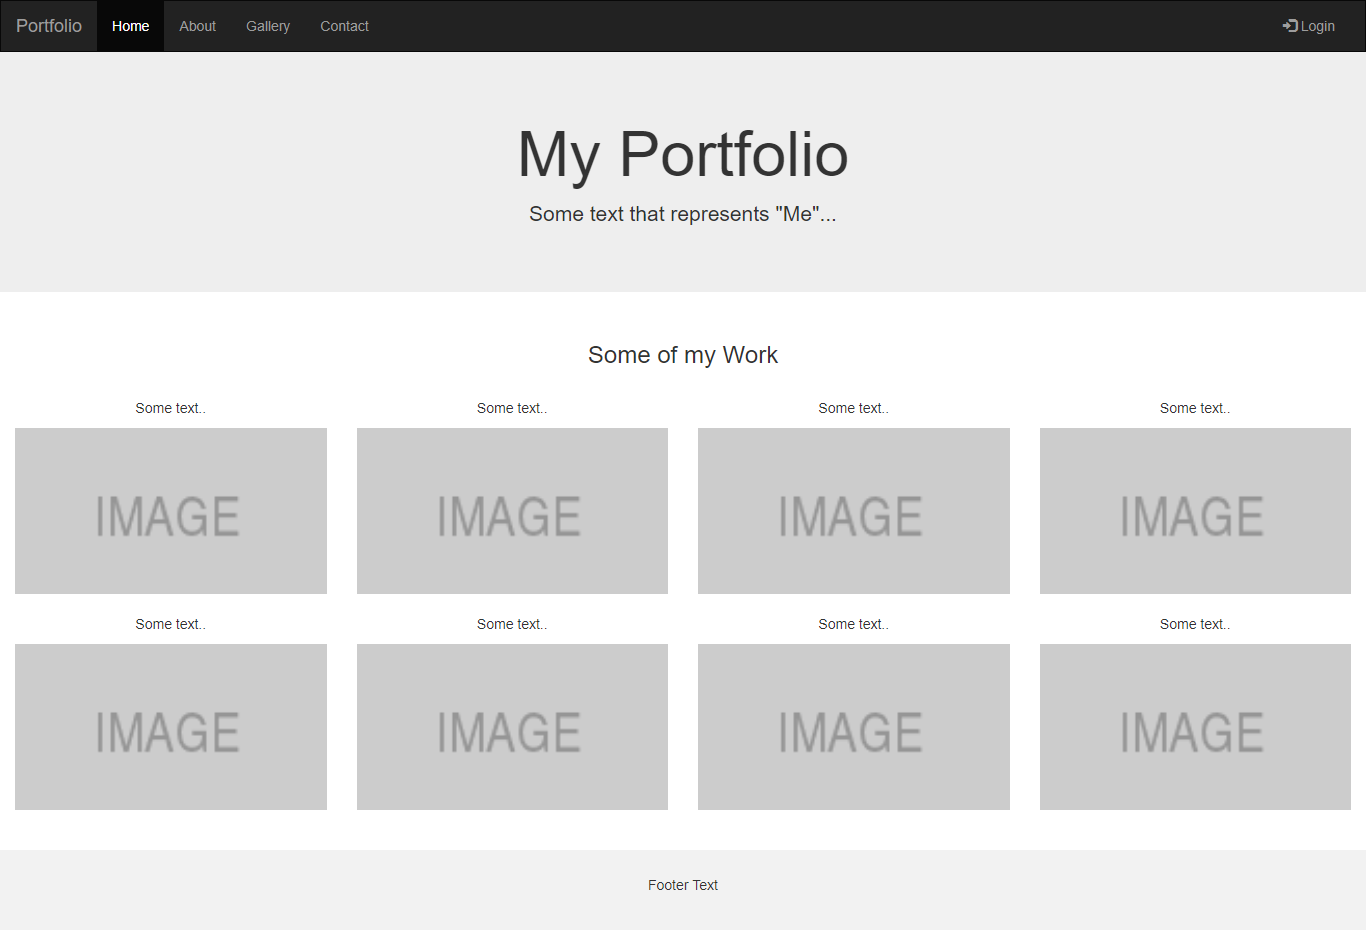 Portfolio Home About Gallery Contact Login
My Portfolio
Some text that represents "Me"...
Some of my Work
Some text.. Some text.. Some text.. Some text..
IMAGE IMAGE IMAGE IMAGE
Some text.. Some text.. Some text.. Some text..
IMAGE IMAGE IMAGE IMAGE
Footer Text